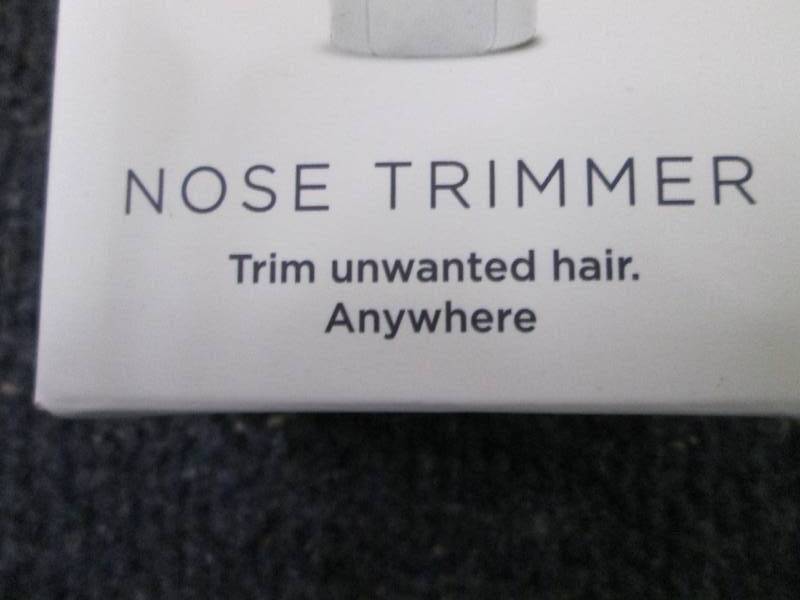 NOSE TRIMMER
Trim unwanted hair.
Anywhere